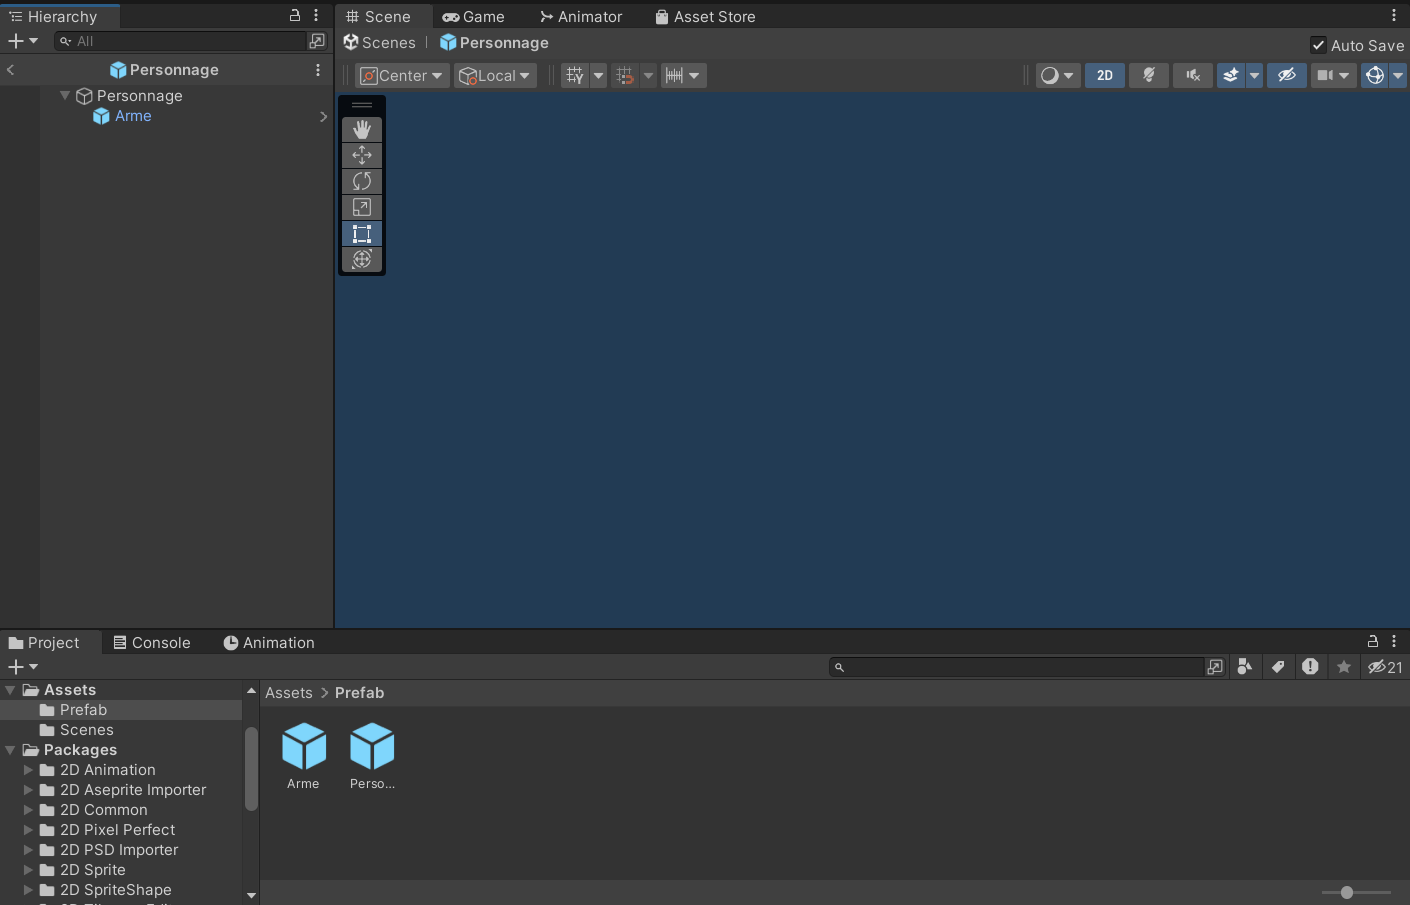 Hierarchy
All
Personnage
Personnage
Arme
Scene Game Animator Asset Store
Scenes | Personnage
Auto Save
Center Local
2D
Project Console Animation
21
Assets
Prefab
Scenes
Packages
2D Animation
2D Aseprite Importer
2D Common
2D Pixel Perfect
2D PSD Importer
2D Sprite
2D SpriteShape
Assets > Prefab
Arme Perso...